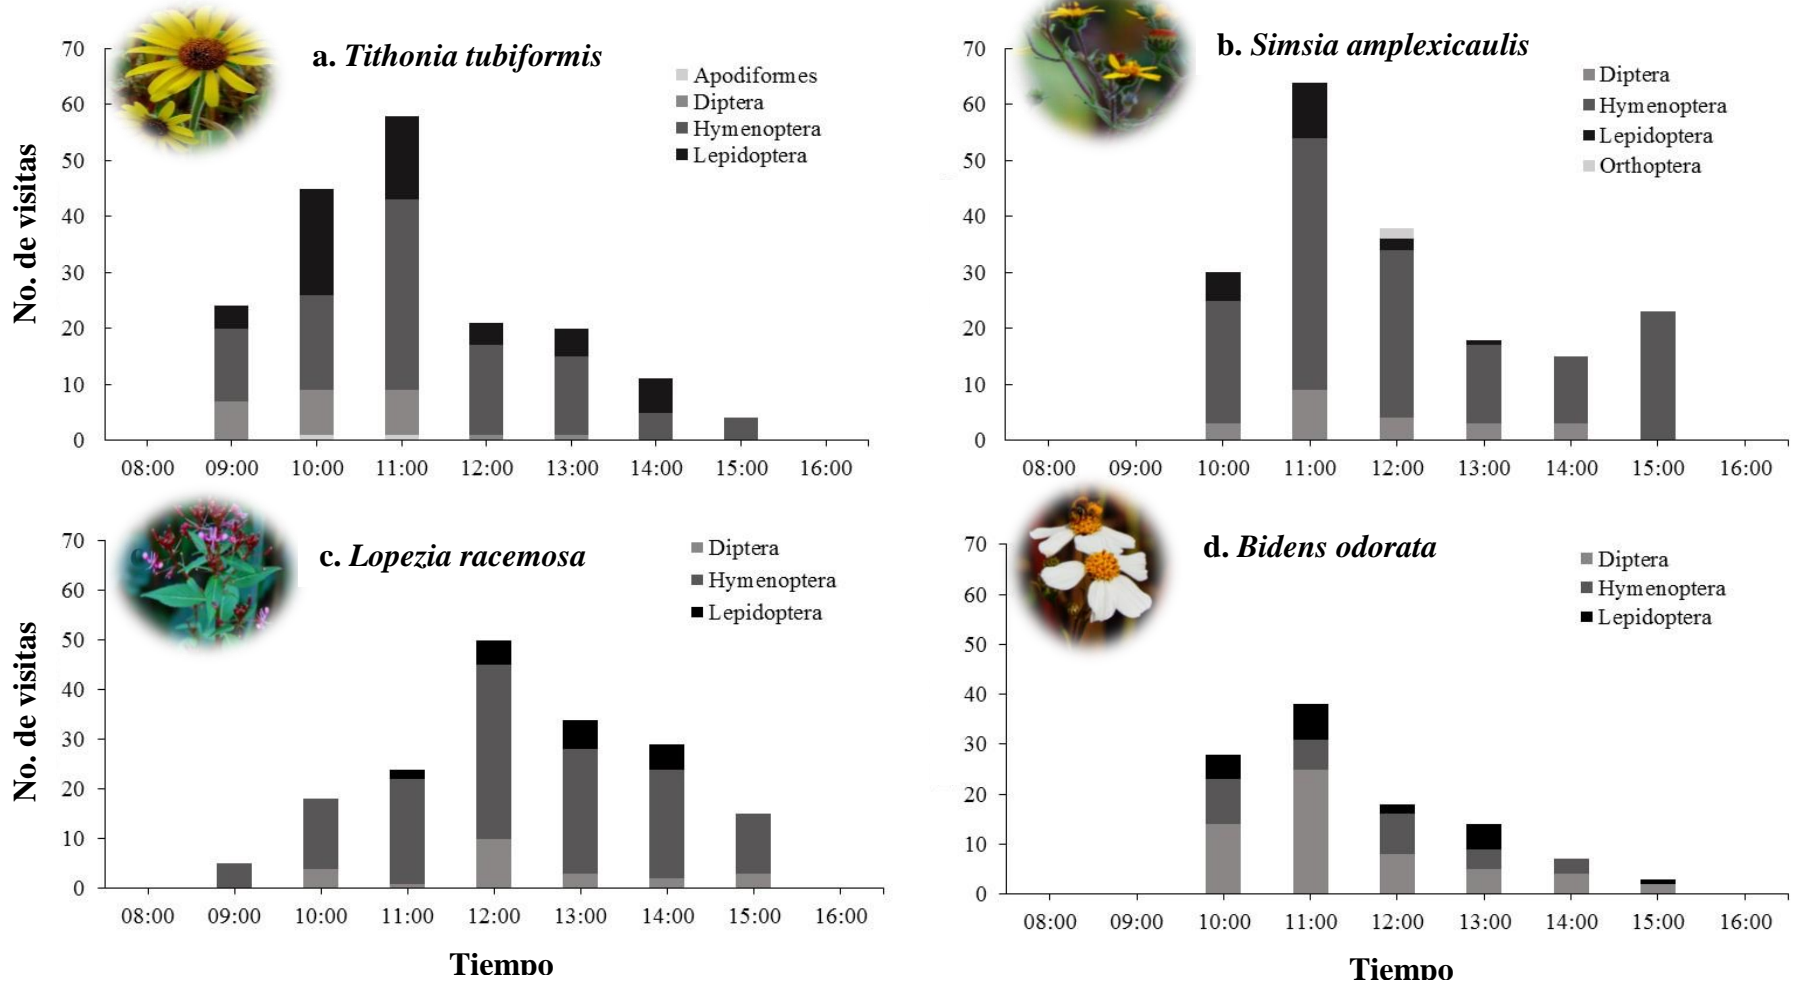 a. Tithonia tubiformis
No. de visitas
70
60
50
40
30
20
10
0
Apodiformes
Diptera
Hymenoptera
Lepidoptera
08:00 09:00 10:00 11:00 12:00 13:00 14:00 15:00 16:00
b. Simsia amplexicaulis
70
60
50
40
30
20
10
0
Diptera
Hymenoptera
Lepidoptera
Orthoptera
08:00 09:00 10:00 11:00 12:00 13:00 14:00 15:00 16:00
c. Lopezia racemosa
No. de visitas
70
60
50
40
30
20
10
0
Diptera
Hymenoptera
Lepidoptera
08:00 09:00 10:00 11:00 12:00 13:00 14:00 15:00 16:00
Tiempo
d. Bidens odorata
70
60
50
40
30
20
10
0
Diptera
Hymenoptera
Lepidoptera
08:00 09:00 10:00 11:00 12:00 13:00 14:00 15:00 16:00
Tiempo